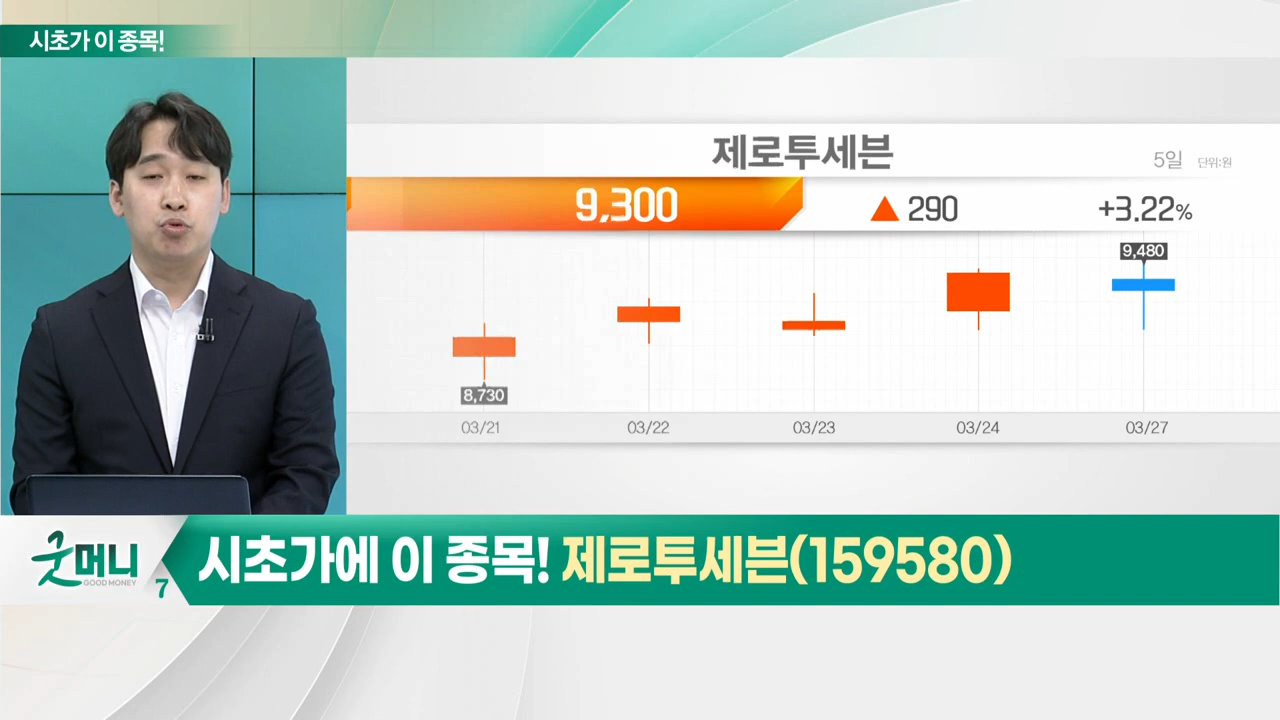 시초가 이 종목!
제로투세븐
5일 단위:원
9,300 ▲ 290 +3.22%
9,480
8,730
03/21 03/22 03/23 03/24 03/27
굿머니
GOOD MONEY
7
시초가에 이 종목! 제로투세븐(159580)